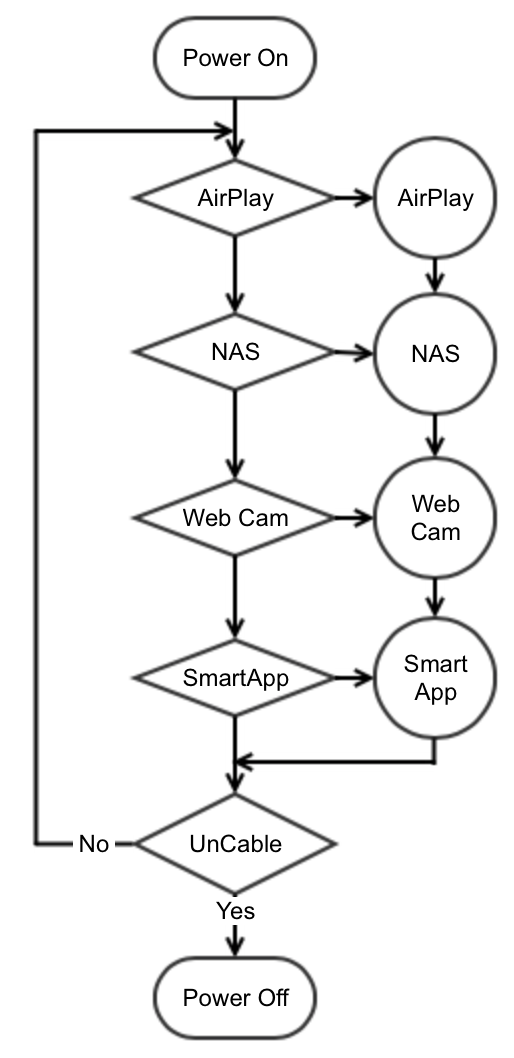 Power On
AirPlay
AirPlay
NAS
NAS
Web Cam
Web
Cam
SmartApp
Smart
App
UnCable
No
Yes
Power Off